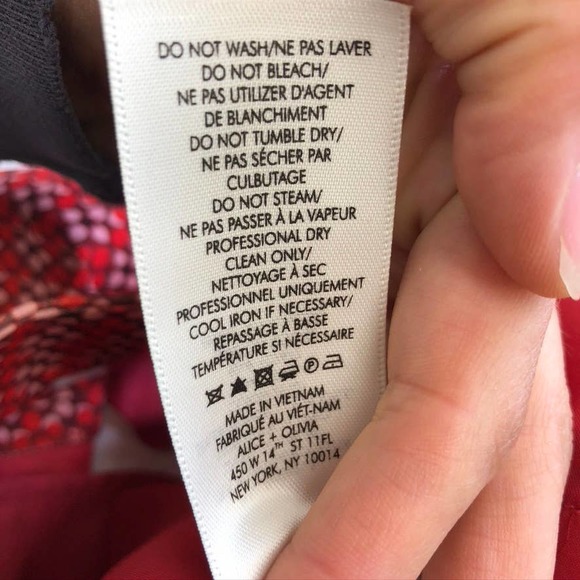 DO NOT WASH/NE PAS LAVER
DO NOT BLEACH/
NE PAS UTILIZER D'AGENT
DE BLANCHIMENT
DO NOT TUMBLE DRY/
NE PAS SÉCHER PAR
CULBUTAGE
DO NOT STEAM/
NE PAS PASSER À LA VAPEUR
PROFESSIONAL DRY
CLEAN ONLY/
NETTOYAGE À SEC
PROFESSIONNEL UNIQUEMENT
COOL IRON IF NECESSARY/
REPASSAGE À BASSE
TEMPÉRATURE SI NÉCESSAIRE
MADE IN VIETNAM
FABRIQUÉ AU VIÊT-NAM
ALICE + OLIVIA
450 W 14TH ST 11FL
NEW YORK, NY 10014